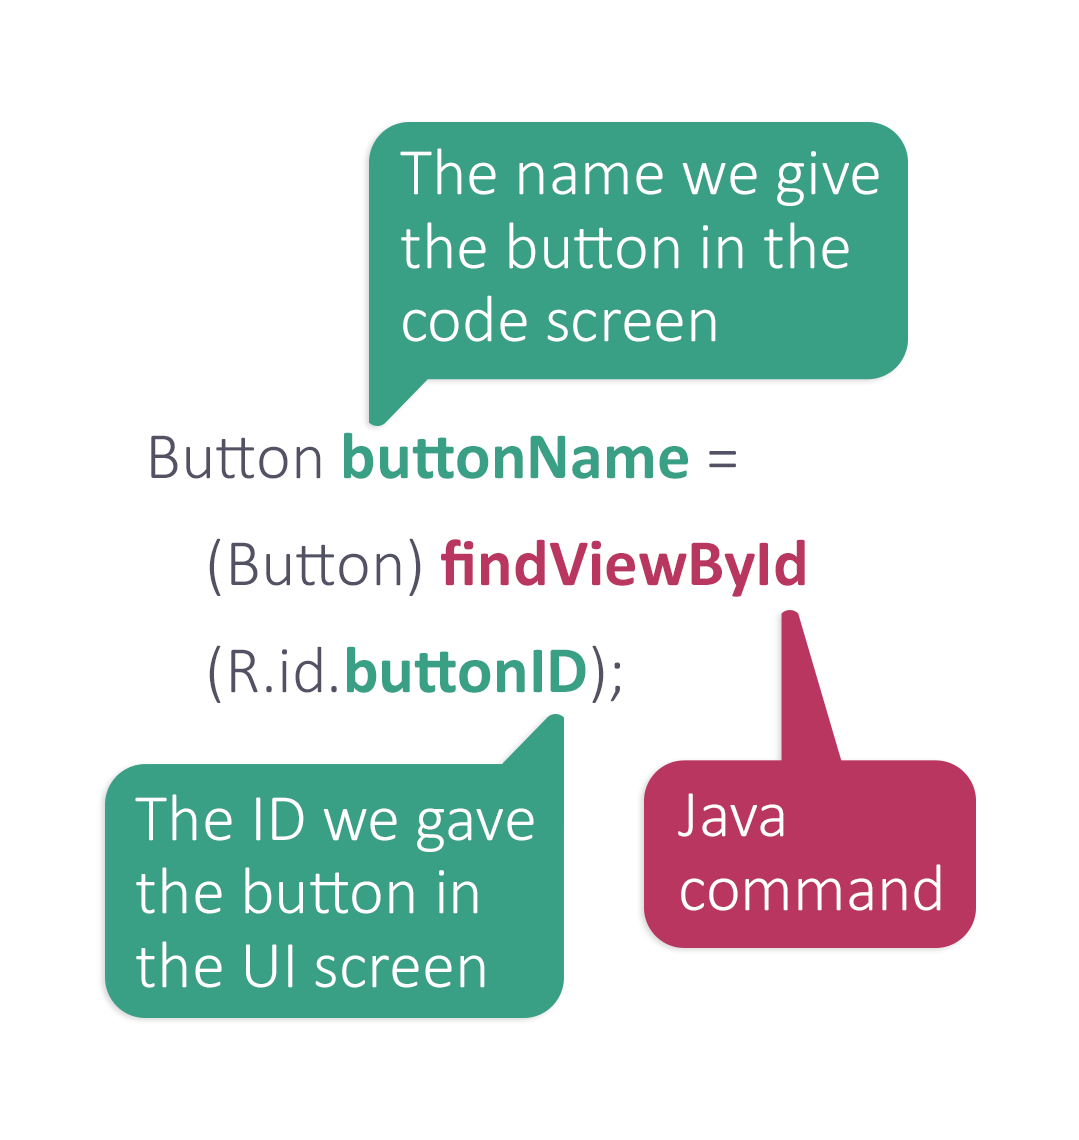 The name we give
the button in the
code screen
Button buttonName =
(Button) findViewById
(R.id.buttonID);
The ID we gave
the button in
the UI screen
Java
command